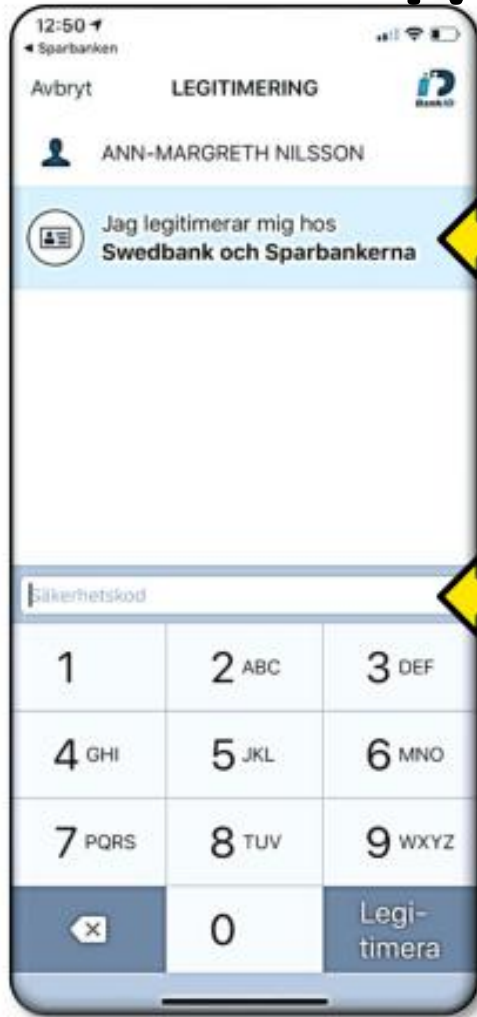 12:50
◀ Sparbanken
Avbryt LEGITIMERING
BankID
ANN-MARGRETH NILSSON
Jag legitimerar mig hos
Swedbank och Sparbankerna
Säkerhetskod
1 2 ABC 3 DEF
4 GHI 5 JKL 6 MNO
7 PQRS 8 TUV 9 WXYZ
0 Legi-
timera